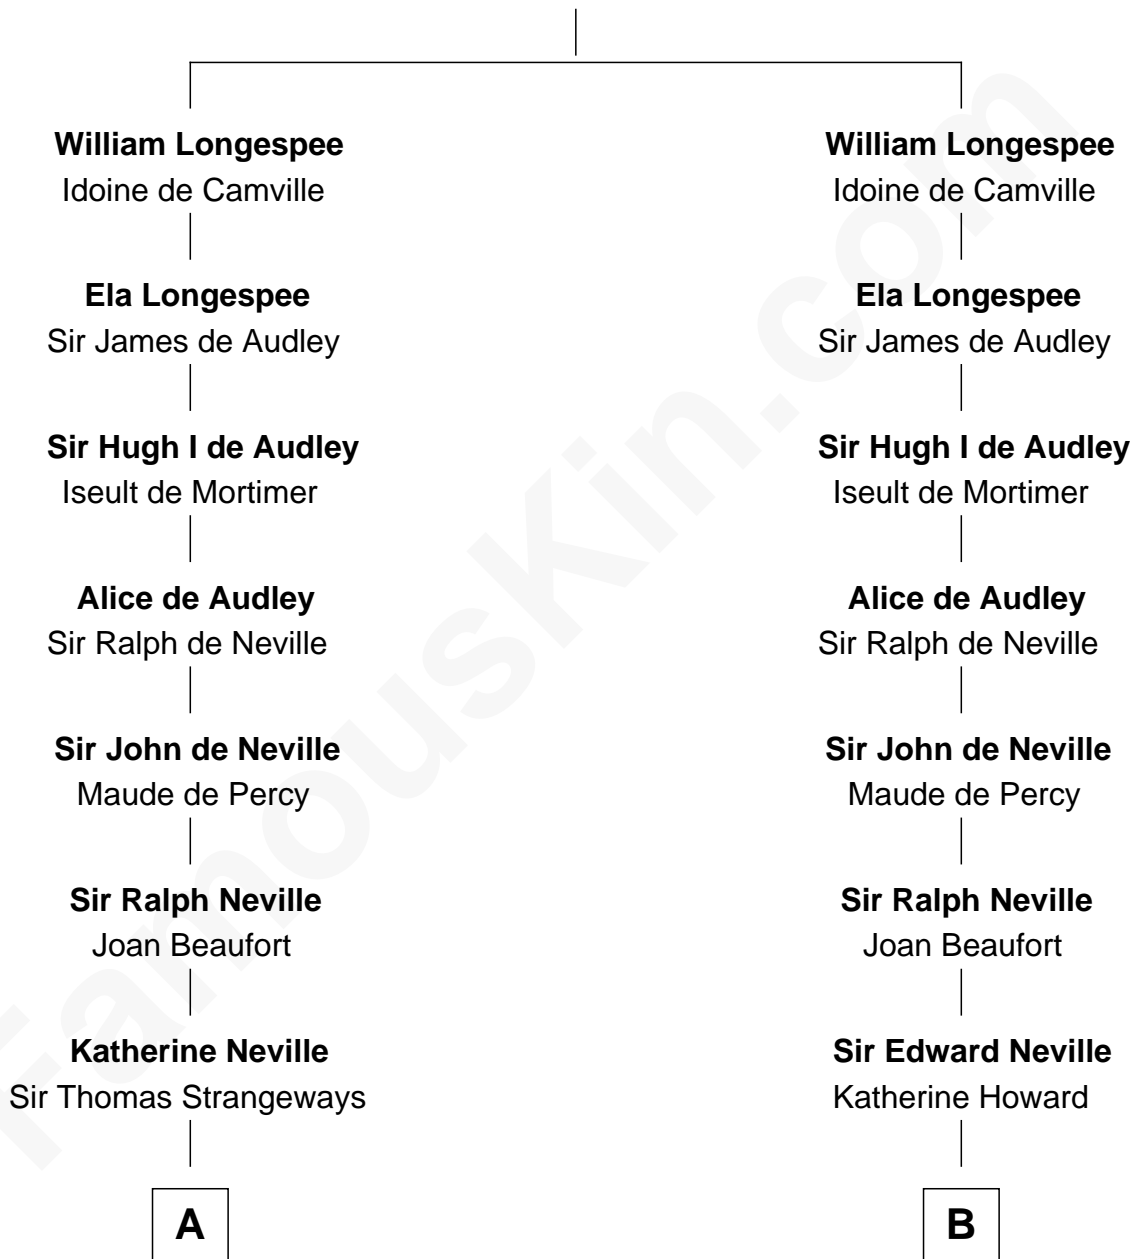 William Longespee
Idoine de Camville
Ela Longespee
Sir James de Audley
Sir Hugh I de Audley
Iseult de Mortimer
Alice de Audley
Sir Ralph de Neville
Sir John de Neville
Maude de Percy
Sir Ralph Neville
Joan Beaufort
Katherine Neville
Sir Thomas Strangeways
A
William Longespee
Idoine de Camville
Ela Longespee
Sir James de Audley
Sir Hugh I de Audley
Iseult de Mortimer
Alice de Audley
Sir Ralph de Neville
Sir John de Neville
Maude de Percy
Sir Ralph Neville
Joan Beaufort
Sir Edward Neville
Katherine Howard
B
FamousKin.com